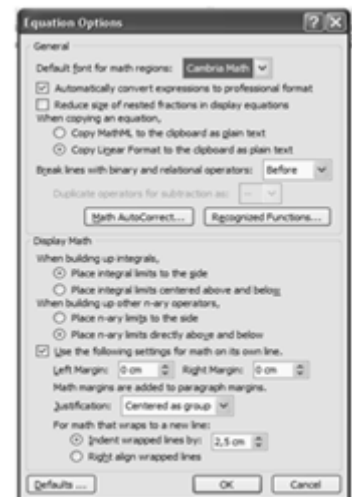 Equation Options
General
Default font for math regions: Cambria Math
Automatically convert expressions to professional format
Reduce size of nested fractions in display equations
When copying an equation,
Copy MathML to the clipboard as plain text
Copy Linear Format to the clipboard as plain text
Break lines with binary and relational operators: Before
Duplicate operators for subtraction as: --
Math AutoCorrect... Recognized Functions...
Display Math
When building up integrals,
Place integral limits to the side
Place integral limits centered above and below
When building up other n-ary operators,
Place n-ary limits to the side
Place n-ary limits directly above and below
Use the following settings for math on its own line.
Left Margin: 0 cm Right Margin: 0 cm
Math margins are added to paragraph margins.
Justification: Centered as group
For math that wraps to a new line:
Indent wrapped lines by: 2,5 cm
Right align wrapped lines
Defaults ... OK Cancel